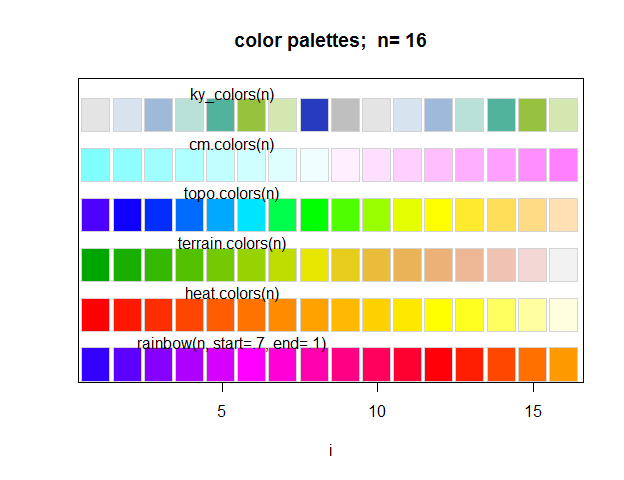 color palettes;  n= 16
ky_colors(n)
cm.colors(n)
topo.colors(n)
terrain.colors(n)
heat.colors(n)
rainbow(n, start= 7, end= 1)
5 10 15
i